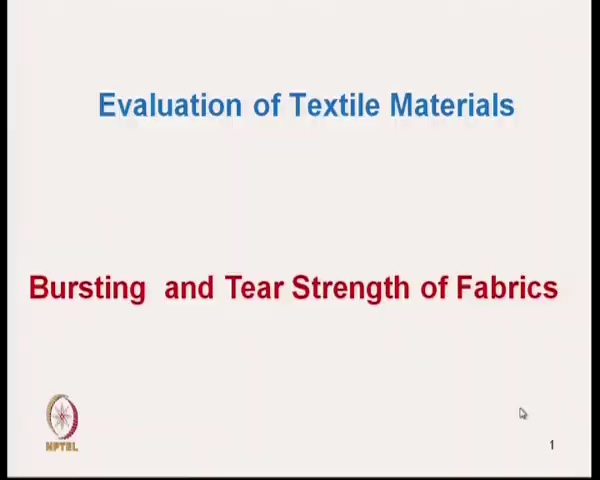 Evaluation of Textile Materials
Bursting and Tear Strength of Fabrics
NPTEL
1